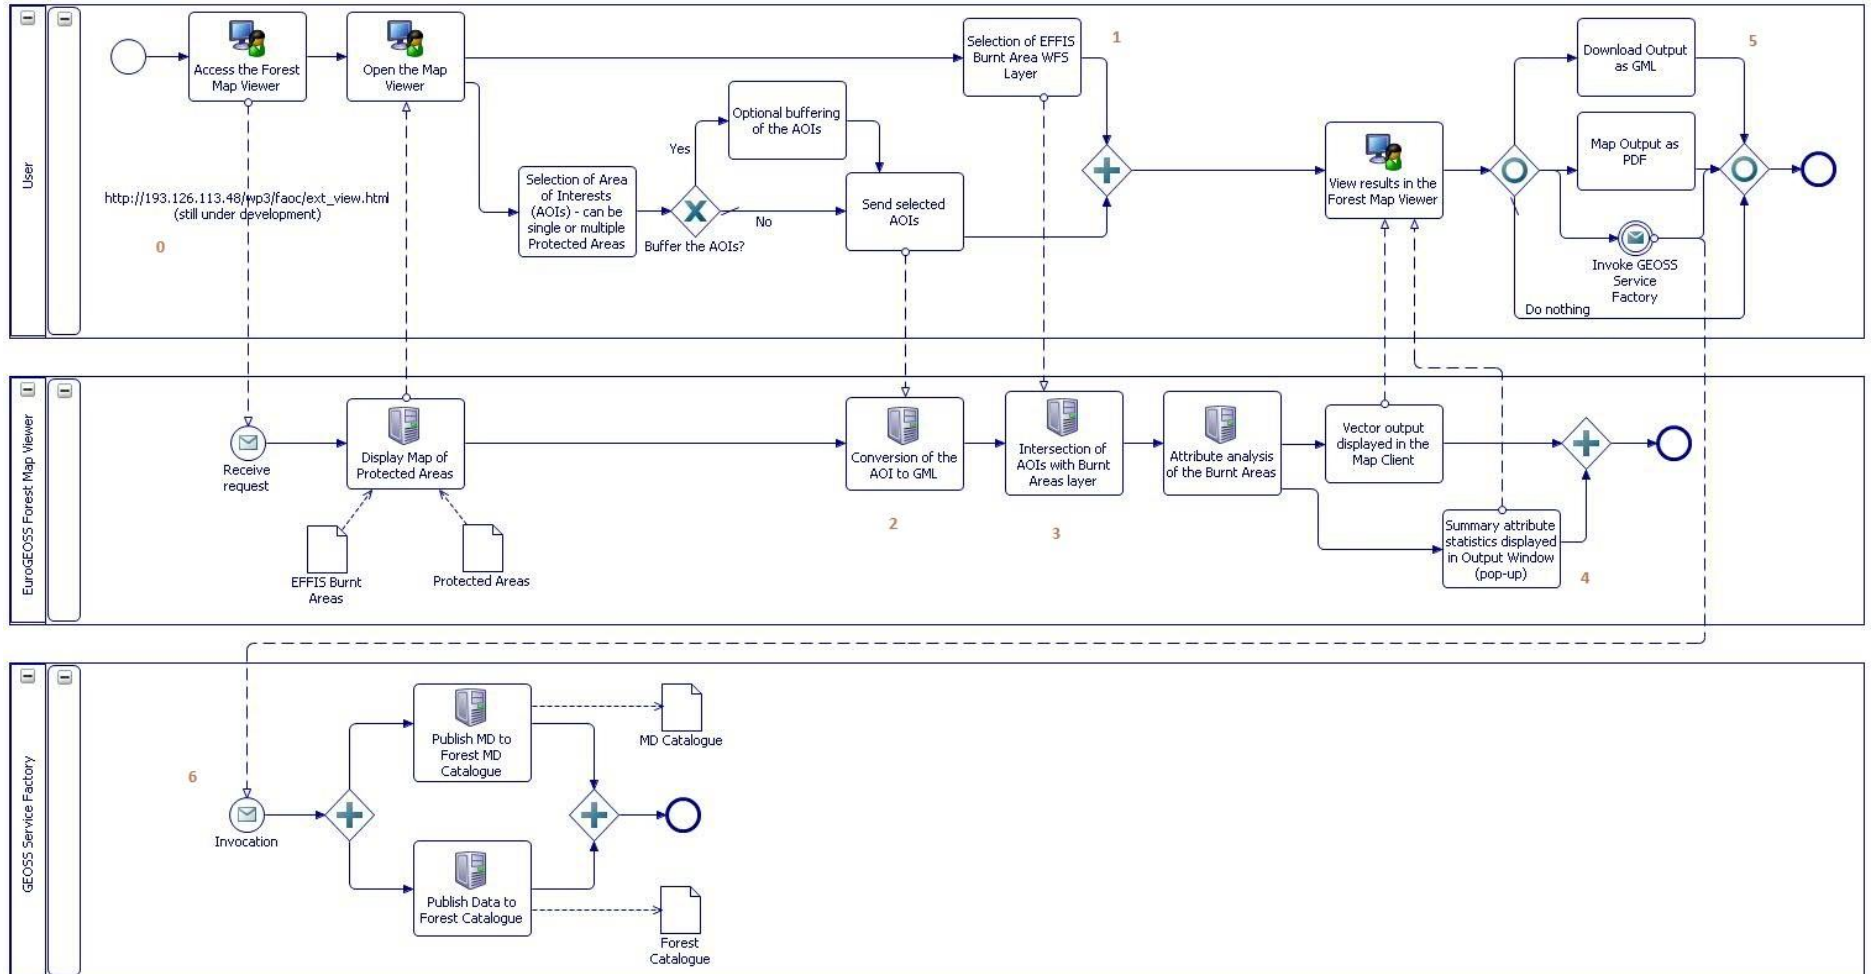 User
Access the Forest
Map Viewer
Open the Map
Viewer
http://193.126.113.48/wp3/faoc/ext_view.html
(still under development)
0
Selection of Area
of Interests
(AOIs) - can be
single or multiple
Protected Areas
Yes
Optional buffering
of the AOIs
No
Buffer the AOIs?
Send selected
AOIs
Selection of EFFIS
Burnt Area WFS
Layer
1
View results in the
Forest Map Viewer
Download Output
as GML
5
Map Output as
PDF
Invoke GEOSS
Service
Factory
Do nothing
EuroGEOSS Forest Map Viewer
Receive
request
Display Map of
Protected Areas
EFFIS Burnt
Areas
Protected Areas
Conversion of the
AOI to GML
2
Intersection of
AOIs with Burnt
Areas layer
3
Attribute analysis
of the Burnt Areas
Vector output
displayed in the
Map Client
Summary attribute
statistics displayed
in Output Window
(pop-up)
4
GEOSS Service Factory
6
Invocation
Publish MD to
Forest MD
Catalogue
MD Catalogue
Publish Data to
Forest Catalogue
Forest
Catalogue